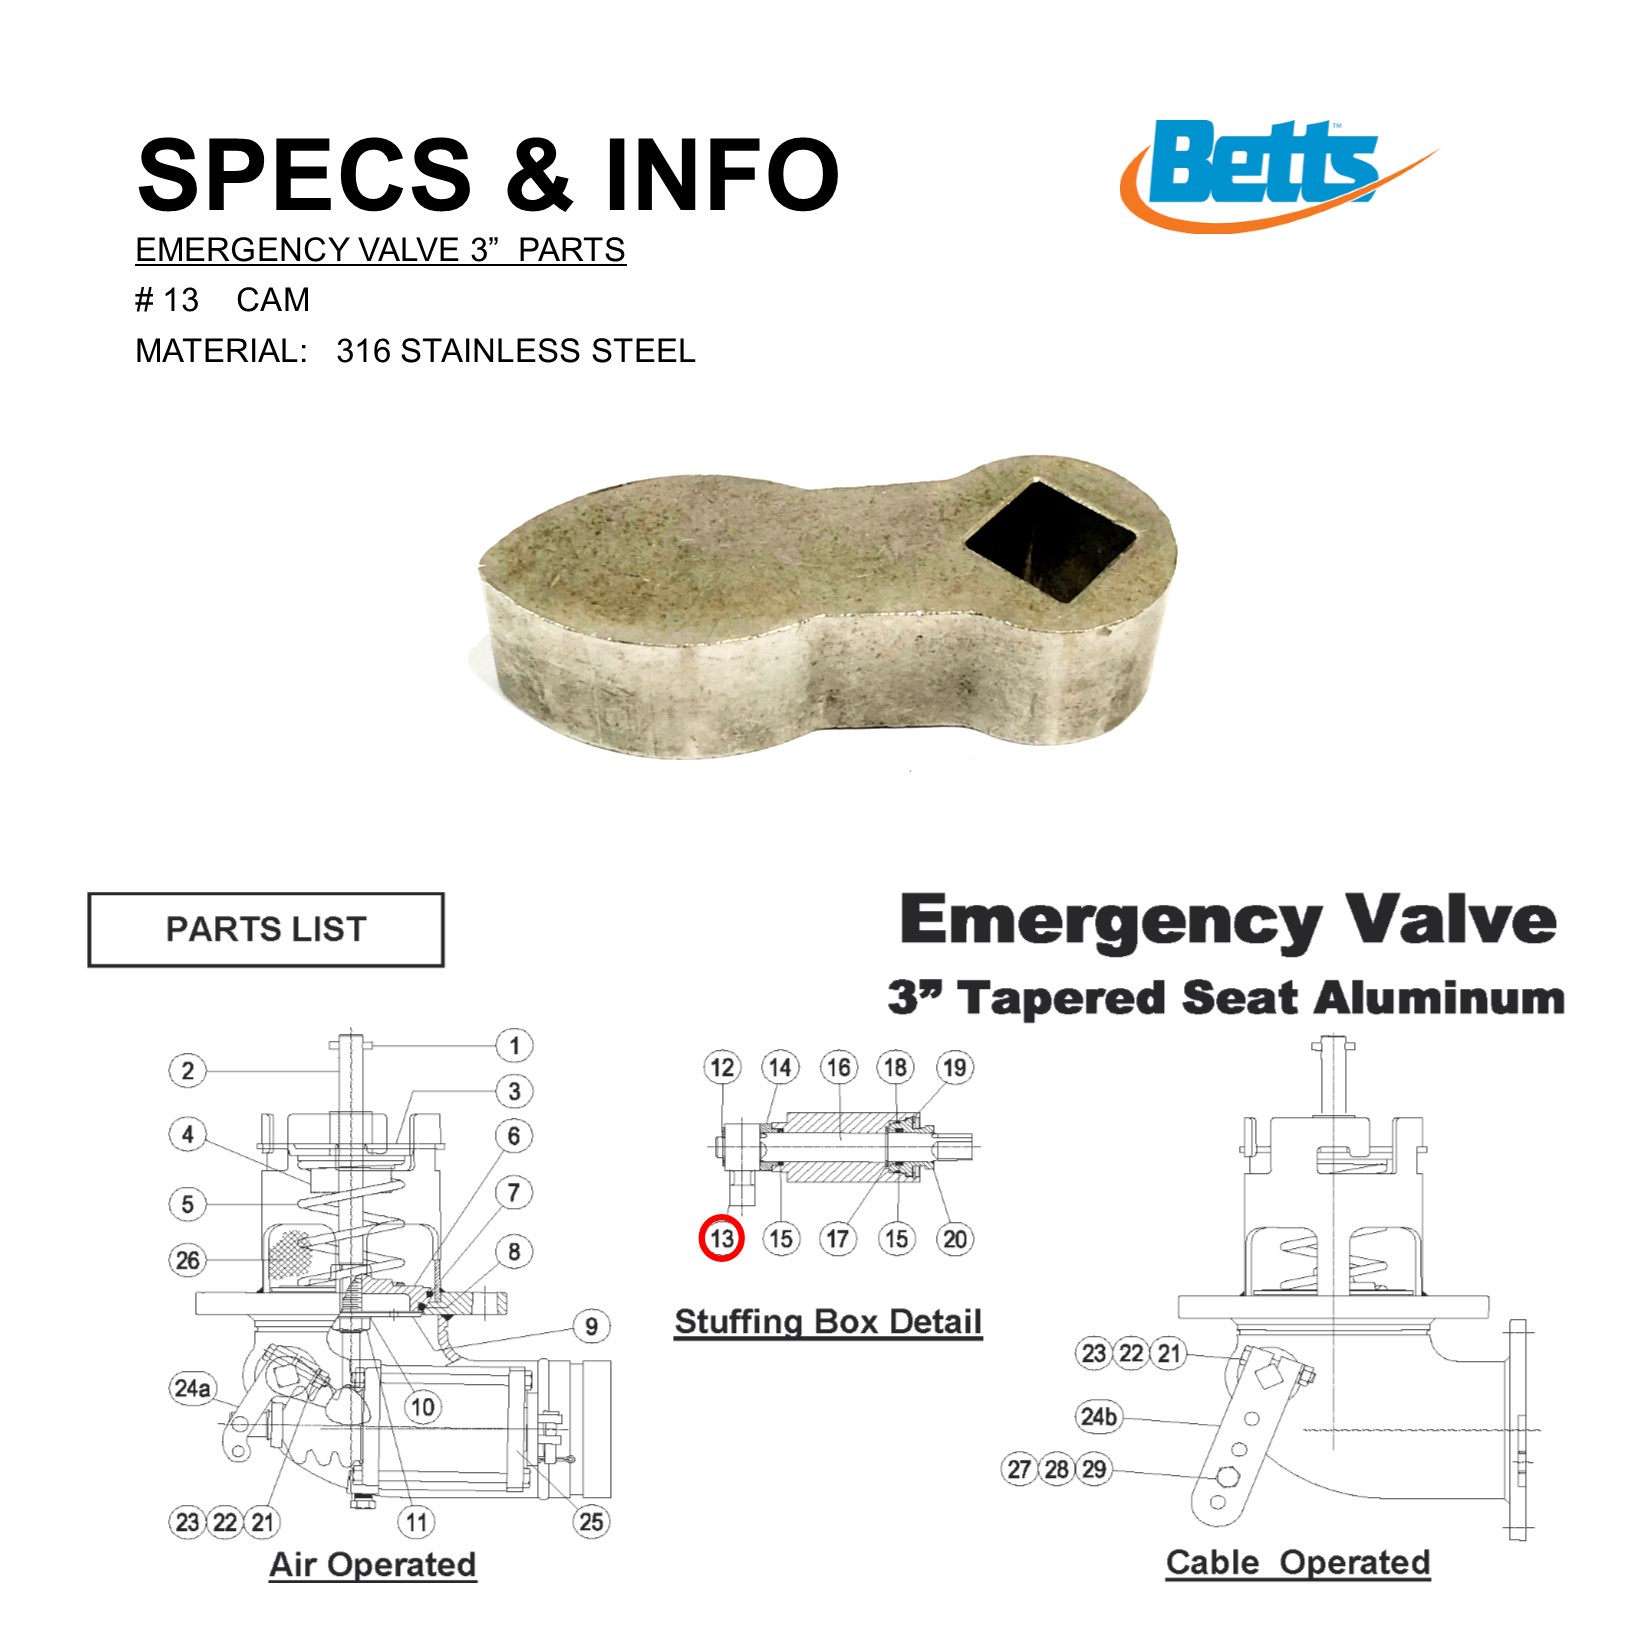 SPECS & INFO
Betts™
EMERGENCY VALVE 3” PARTS
# 13 CAM
MATERIAL: 316 STAINLESS STEEL
PARTS LIST
Emergency Valve
3” Tapered Seat Aluminum
1
2
3
4
6
5
7
26
8
9
24a
10
23 22 21
11
25
Air Operated
12 14 16 18 19
13 15 17 15 20
Stuffing Box Detail
23 22 21
24b
27 28 29
Cable Operated